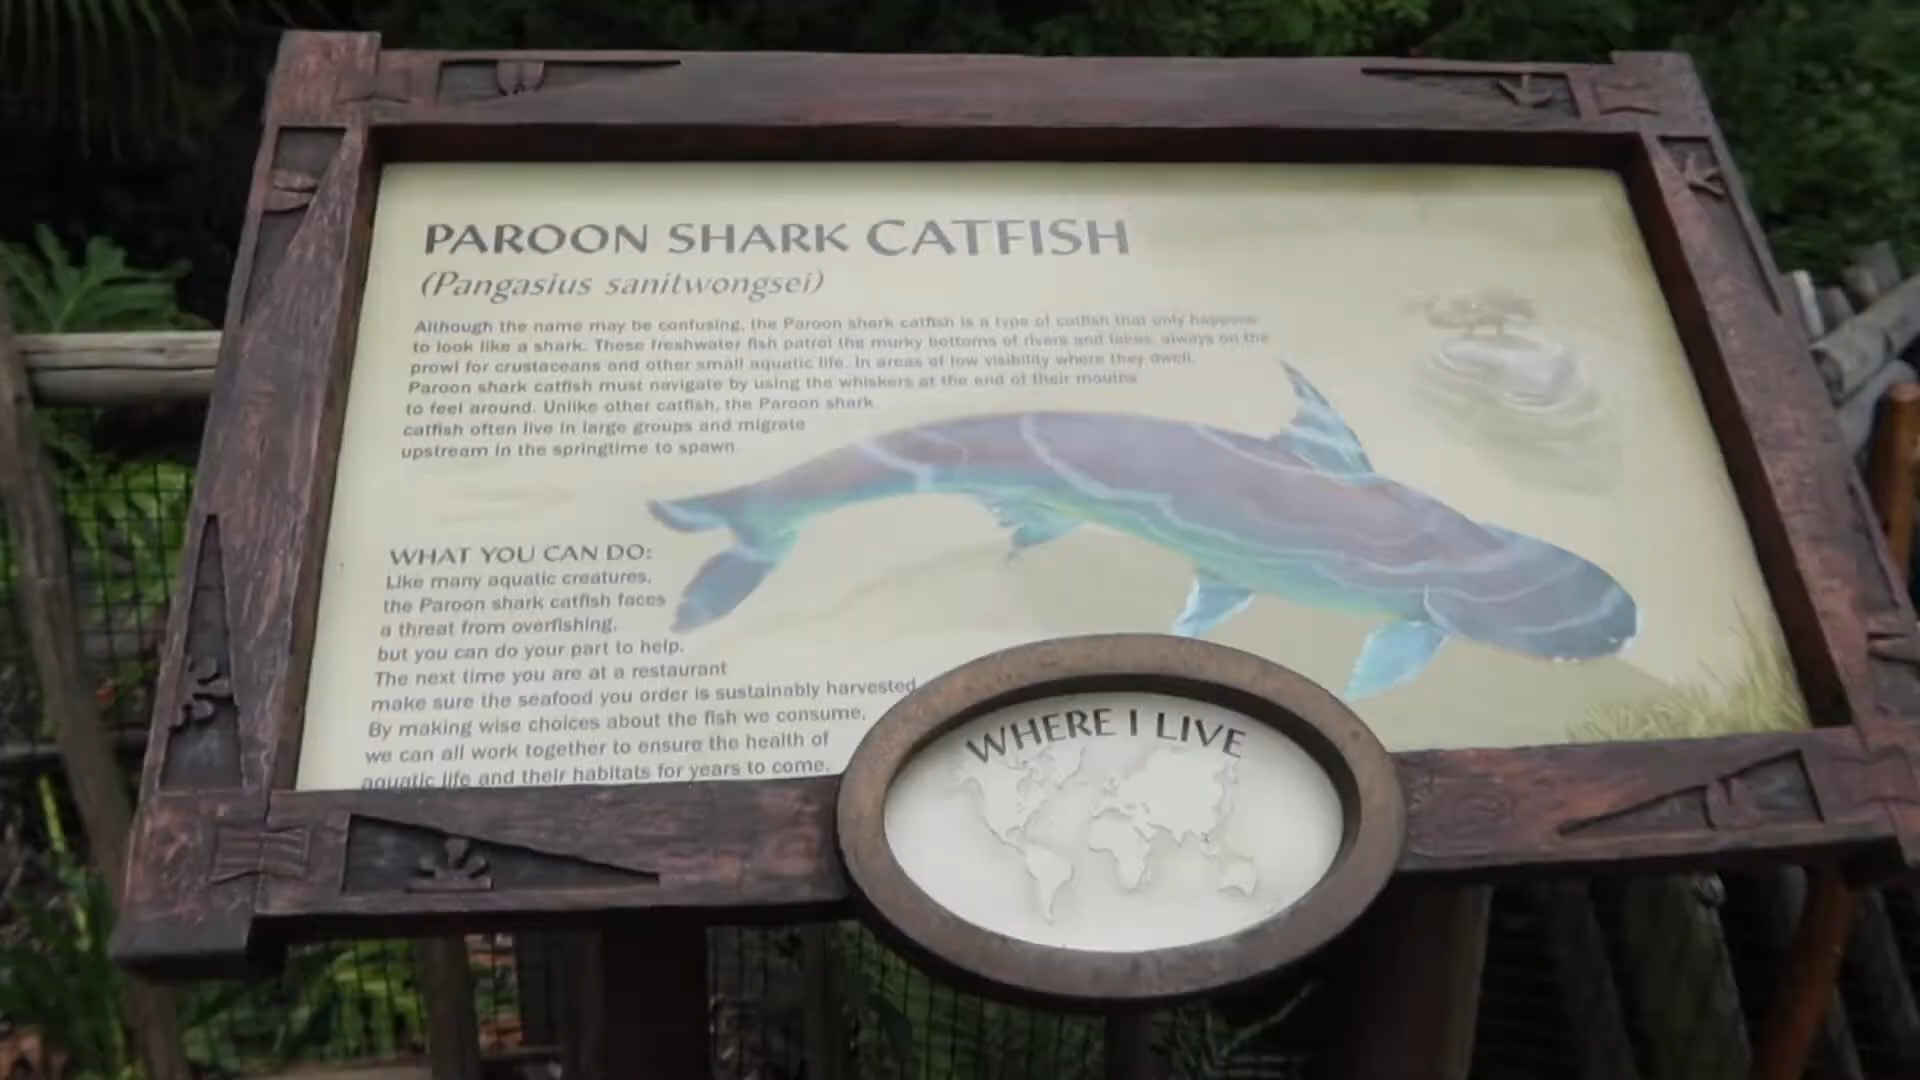 PAROON SHARK CATFISH
(Pangasius sanitwongsei)
Although the name may be confusing, the Paroon shark catfish is a type of catfish that only happens
to look like a shark. These freshwater fish patrol the murky bottoms of rivers and lakes, always on the
prowl for crustaceans and other small aquatic life. In areas of low visibility where they dwell,
Paroon shark catfish must navigate by using the whiskers at the end of their mouths
to feel around. Unlike other catfish, the Paroon shark
catfish often live in large groups and migrate
upstream in the springtime to spawn.
WHAT YOU CAN DO:
Like many aquatic creatures,
the Paroon shark catfish faces
a threat from overfishing,
but you can do your part to help.
The next time you are at a restaurant
make sure the seafood you order is sustainably harvested.
By making wise choices about the fish we consume,
we can all work together to ensure the health of
aquatic life and their habitats for years to come.
WHERE I LIVE